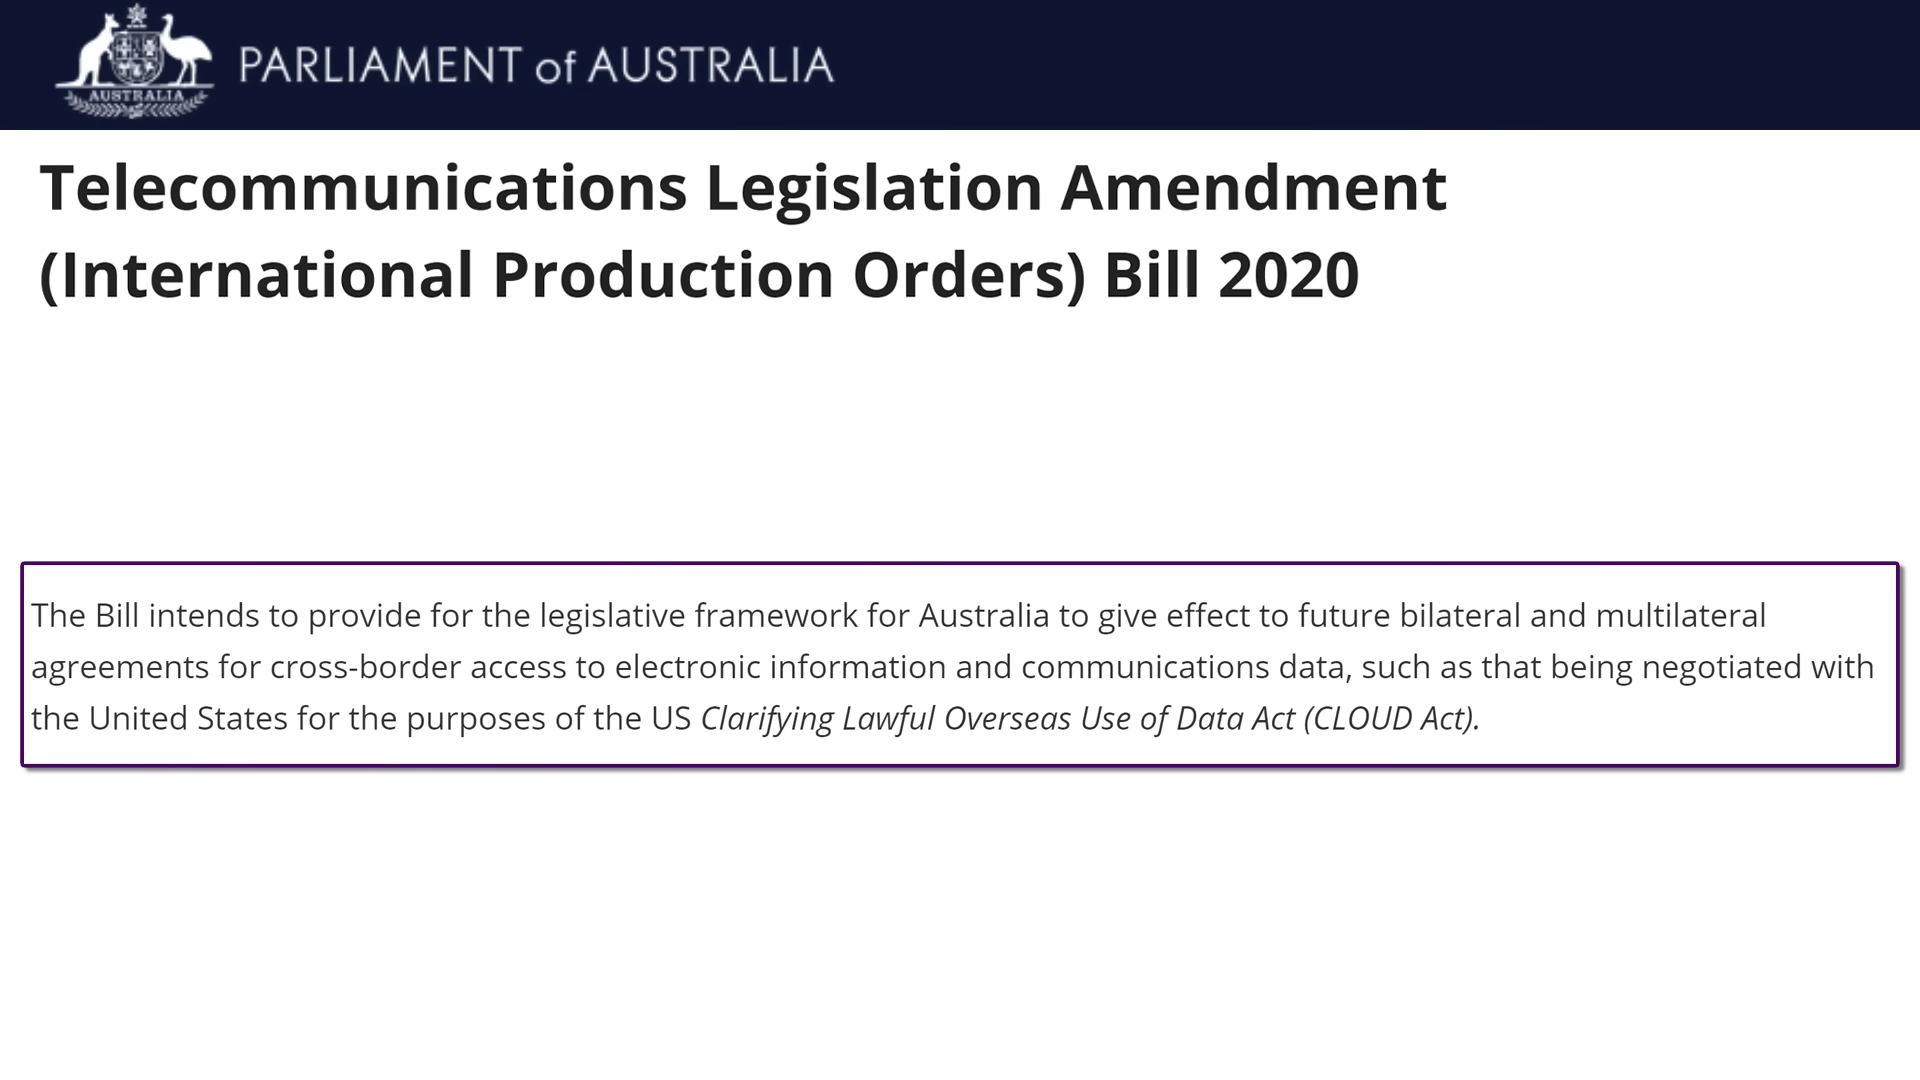 AUSTRALIA
PARLIAMENT of AUSTRALIA
Telecommunications Legislation Amendment
(International Production Orders) Bill 2020
The Bill intends to provide for the legislative framework for Australia to give effect to future bilateral and multilateral
agreements for cross-border access to electronic information and communications data, such as that being negotiated with
the United States for the purposes of the US Clarifying Lawful Overseas Use of Data Act (CLOUD Act).